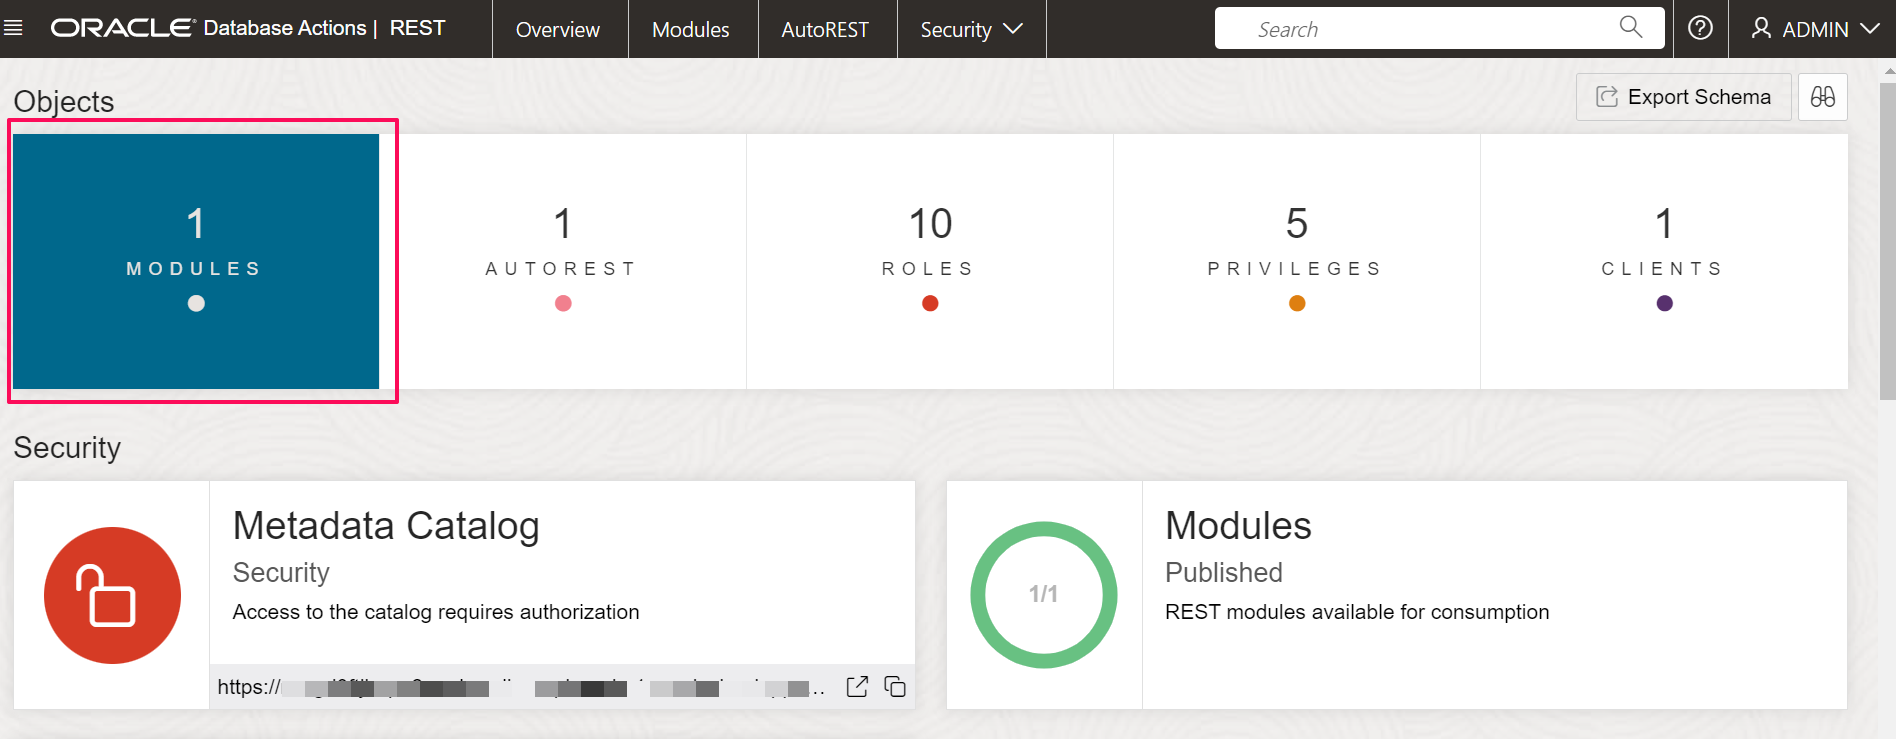 ORACLE Database Actions | REST
Overview
Modules
AutoREST
Security
Search
ADMIN
Objects
Export Schema
1
MODULES
1
AUTOREST
10
ROLES
5
PRIVILEGES
1
CLIENTS
Security
Metadata Catalog
Security
Access to the catalog requires authorization
https://
1/1
Modules
Published
REST modules available for consumption